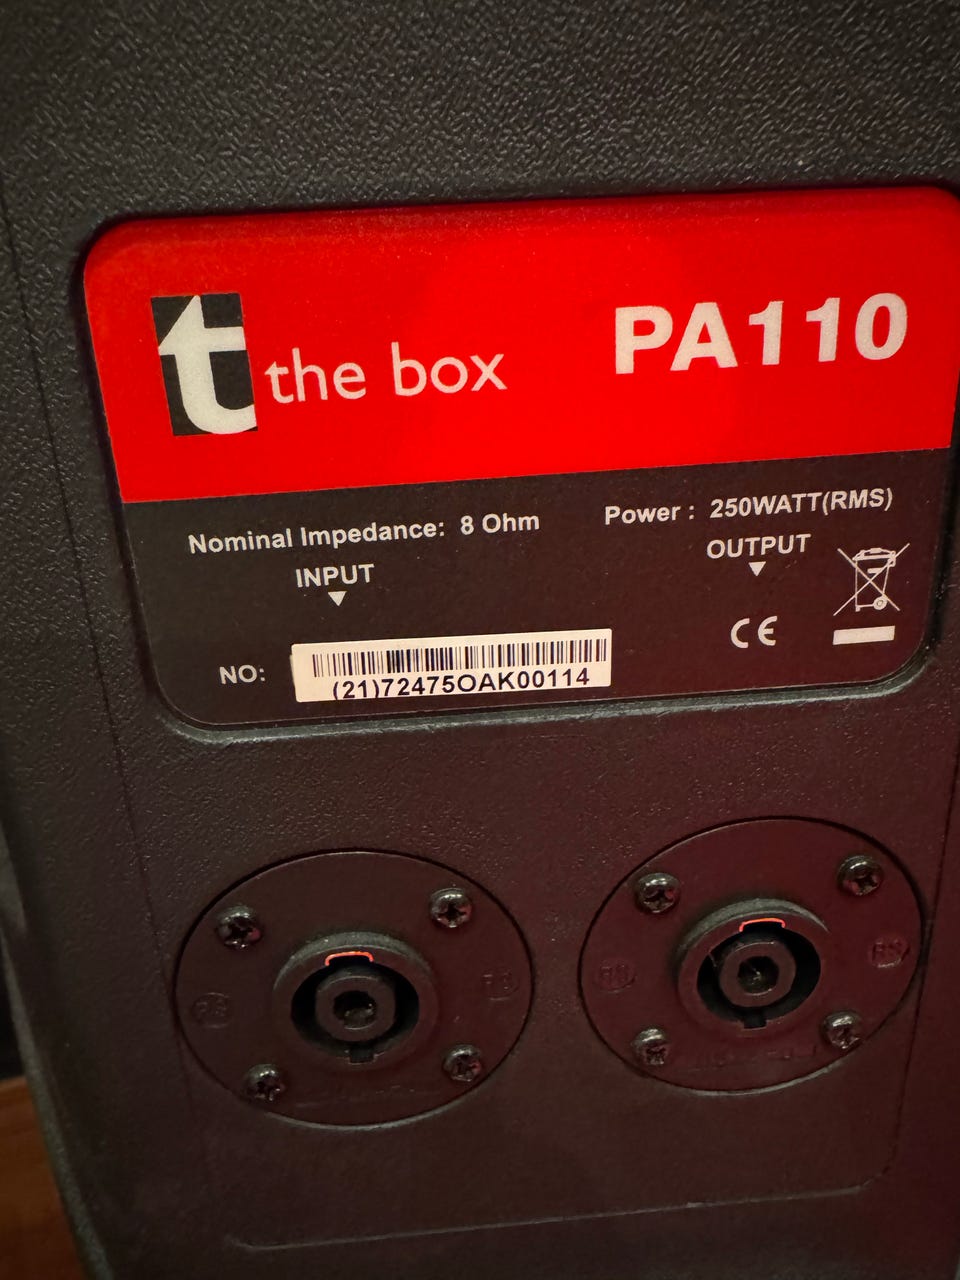 t the box
PA110
Nominal Impedance: 8 Ohm
Power : 250WATT(RMS)
INPUT
OUTPUT
CE
NO:
(21)72475OAK00114